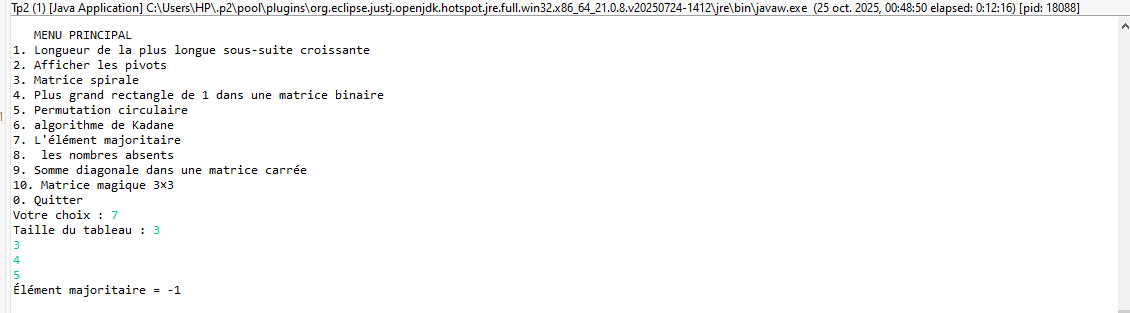 Tp2 (1) [Java Application] C:\Users\HP\.p2\pool\plugins\org.eclipse.justj.openjdk.hotspot.jre.full.win32.x86_64_21.0.8.v20250724-1412\jre\bin\javaw.exe (25 oct. 2025, 00:48:50 elapsed: 0:12:16) [pid: 18088]
MENU PRINCIPAL
1. Longueur de la plus longue sous-suite croissante
2. Afficher les pivots
3. Matrice spirale
4. Plus grand rectangle de 1 dans une matrice binaire
5. Permutation circulaire
6. algorithme de Kadane
7. L'élément majoritaire
8.  les nombres absents
9. Somme diagonale dans une matrice carrée
10. Matrice magique 3×3
0. Quitter
Votre choix : 7
Taille du tableau : 3
3
4
5
Élément majoritaire = -1